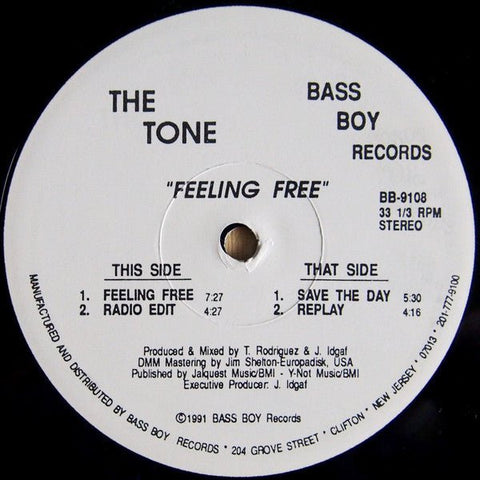 THE
TONE
BASS
BOY
RECORDS
"FEELING FREE"
BB-9108
33 1/3 RPM
STEREO
THIS SIDE
1. FEELING FREE 7:27
2. RADIO EDIT 4:27
THAT SIDE
1. SAVE THE DAY 5:30
2. REPLAY 4:16
Produced & Mixed by T. Rodriguez & J. Idgaf
DMM Mastering by Jim Shelton-Europadisk, USA
Published by Jalquest Music/BMI - Y-Not Music/BMI
Executive Producer: J. Idgaf
©1991 BASS BOY Records
MANUFACTURED AND DISTRIBUTED BY BASS BOY RECORDS * 204 GROVE STREET * CLIFTON * NEW JERSEY * 07013 * 201-777-9100